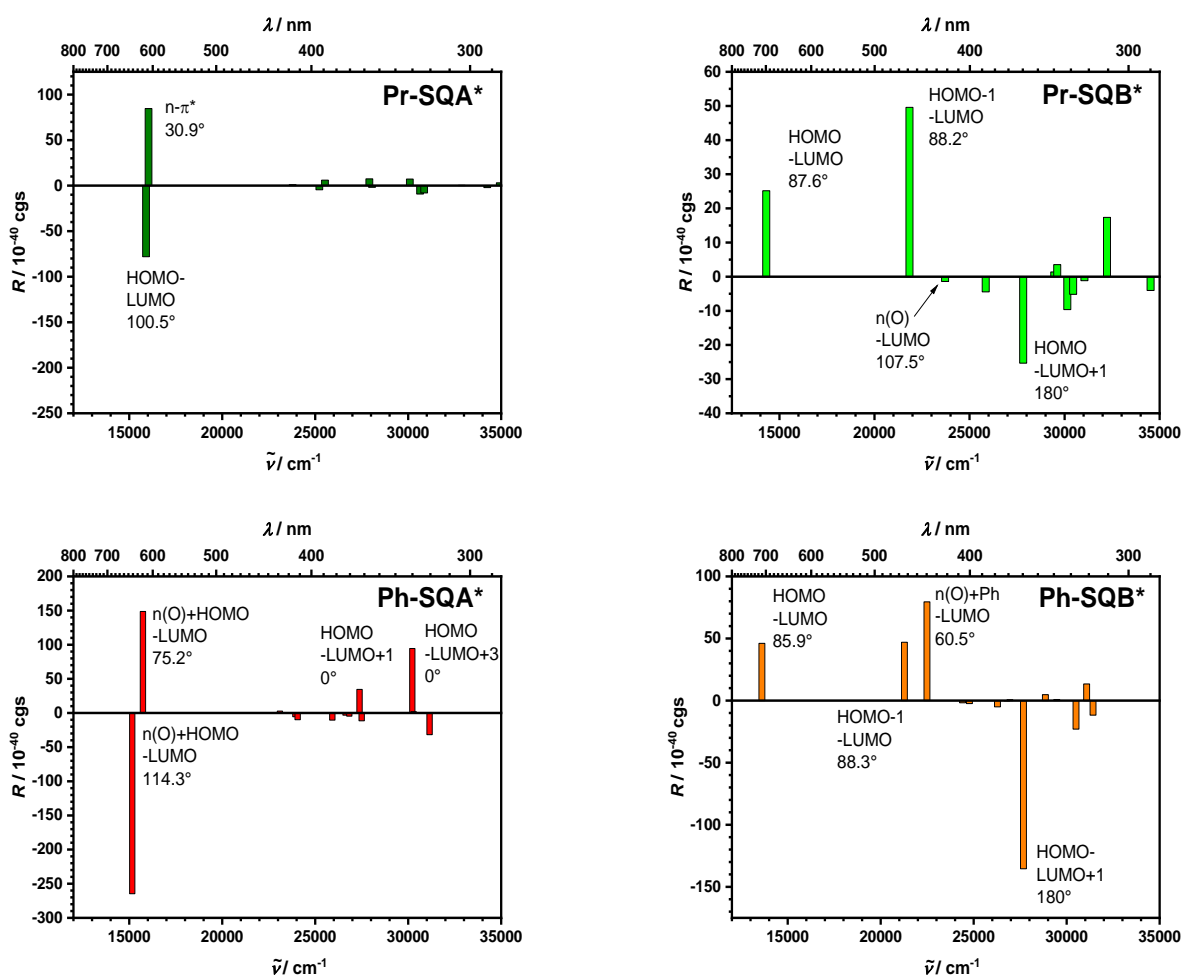 λ / nm
800 700 600 500 400 300
Pr-SQA*
n-π*
30.9°
HOMO-
LUMO
100.5°
R / 10⁻⁴⁰ cgs
100
50
0
-50
-100
-150
-200
-250
15000 20000 25000 30000 35000
ṽ / cm⁻¹
λ / nm
800 700 600 500 400 300
Pr-SQB*
HOMO
-LUMO
87.6°
HOMO-1
-LUMO
88.2°
n(O)
-LUMO
107.5°
HOMO
-LUMO+1
180°
R / 10⁻⁴⁰ cgs
60
50
40
30
20
10
0
-10
-20
-30
-40
15000 20000 25000 30000 35000
ṽ / cm⁻¹
λ / nm
800 700 600 500 400 300
Ph-SQA*
n(O)+HOMO
-LUMO
75.2°
HOMO
-LUMO+1
0°
HOMO
-LUMO+3
0°
n(O)+HOMO
-LUMO
114.3°
R / 10⁻⁴⁰ cgs
200
150
100
50
0
-50
-100
-150
-200
-250
-300
15000 20000 25000 30000 35000
ṽ / cm⁻¹
λ / nm
800 700 600 500 400 300
Ph-SQB*
HOMO
-LUMO
85.9°
n(O)+Ph
-LUMO
60.5°
HOMO-1
-LUMO
88.3°
HOMO-
LUMO+1
180°
R / 10⁻⁴⁰ cgs
100
50
0
-50
-100
-150
15000 20000 25000 30000 35000
ṽ / cm⁻¹